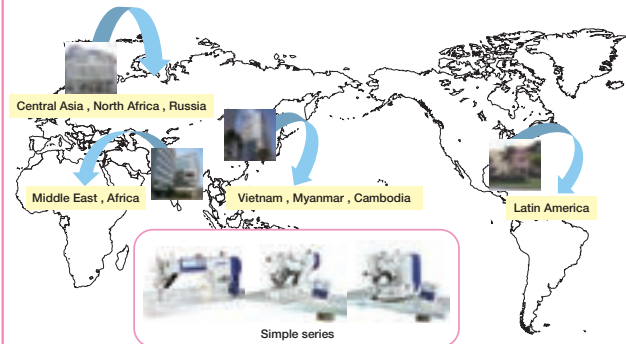 Central Asia , North Africa , Russia
Middle East , Africa
Vietnam , Myanmar , Cambodia
Latin America
Simple series